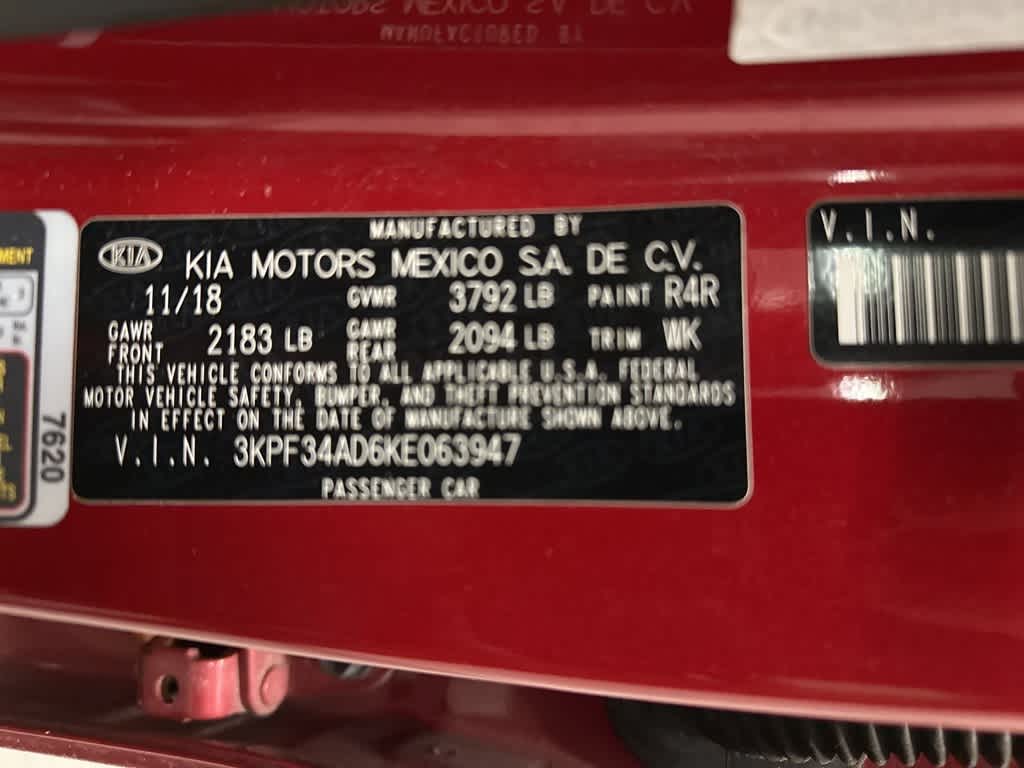 MANUFACTURED BY
KIA KIA MOTORS MEXICO S.A. DE C.V.
11/18 GVWR 3792 LB PAINT R4R
GAWR FRONT 2183 LB GAWR REAR 2094 LB TRIM WK
THIS VEHICLE CONFORMS TO ALL APPLICABLE U.S.A. FEDERAL
MOTOR VEHICLE SAFETY, BUMPER, AND THEFT PREVENTION STANDARDS
IN EFFECT ON THE DATE OF MANUFACTURE SHOWN ABOVE.
V.I.N. 3KPF34AD6KE063947
PASSENGER CAR
V.I.N.
7620